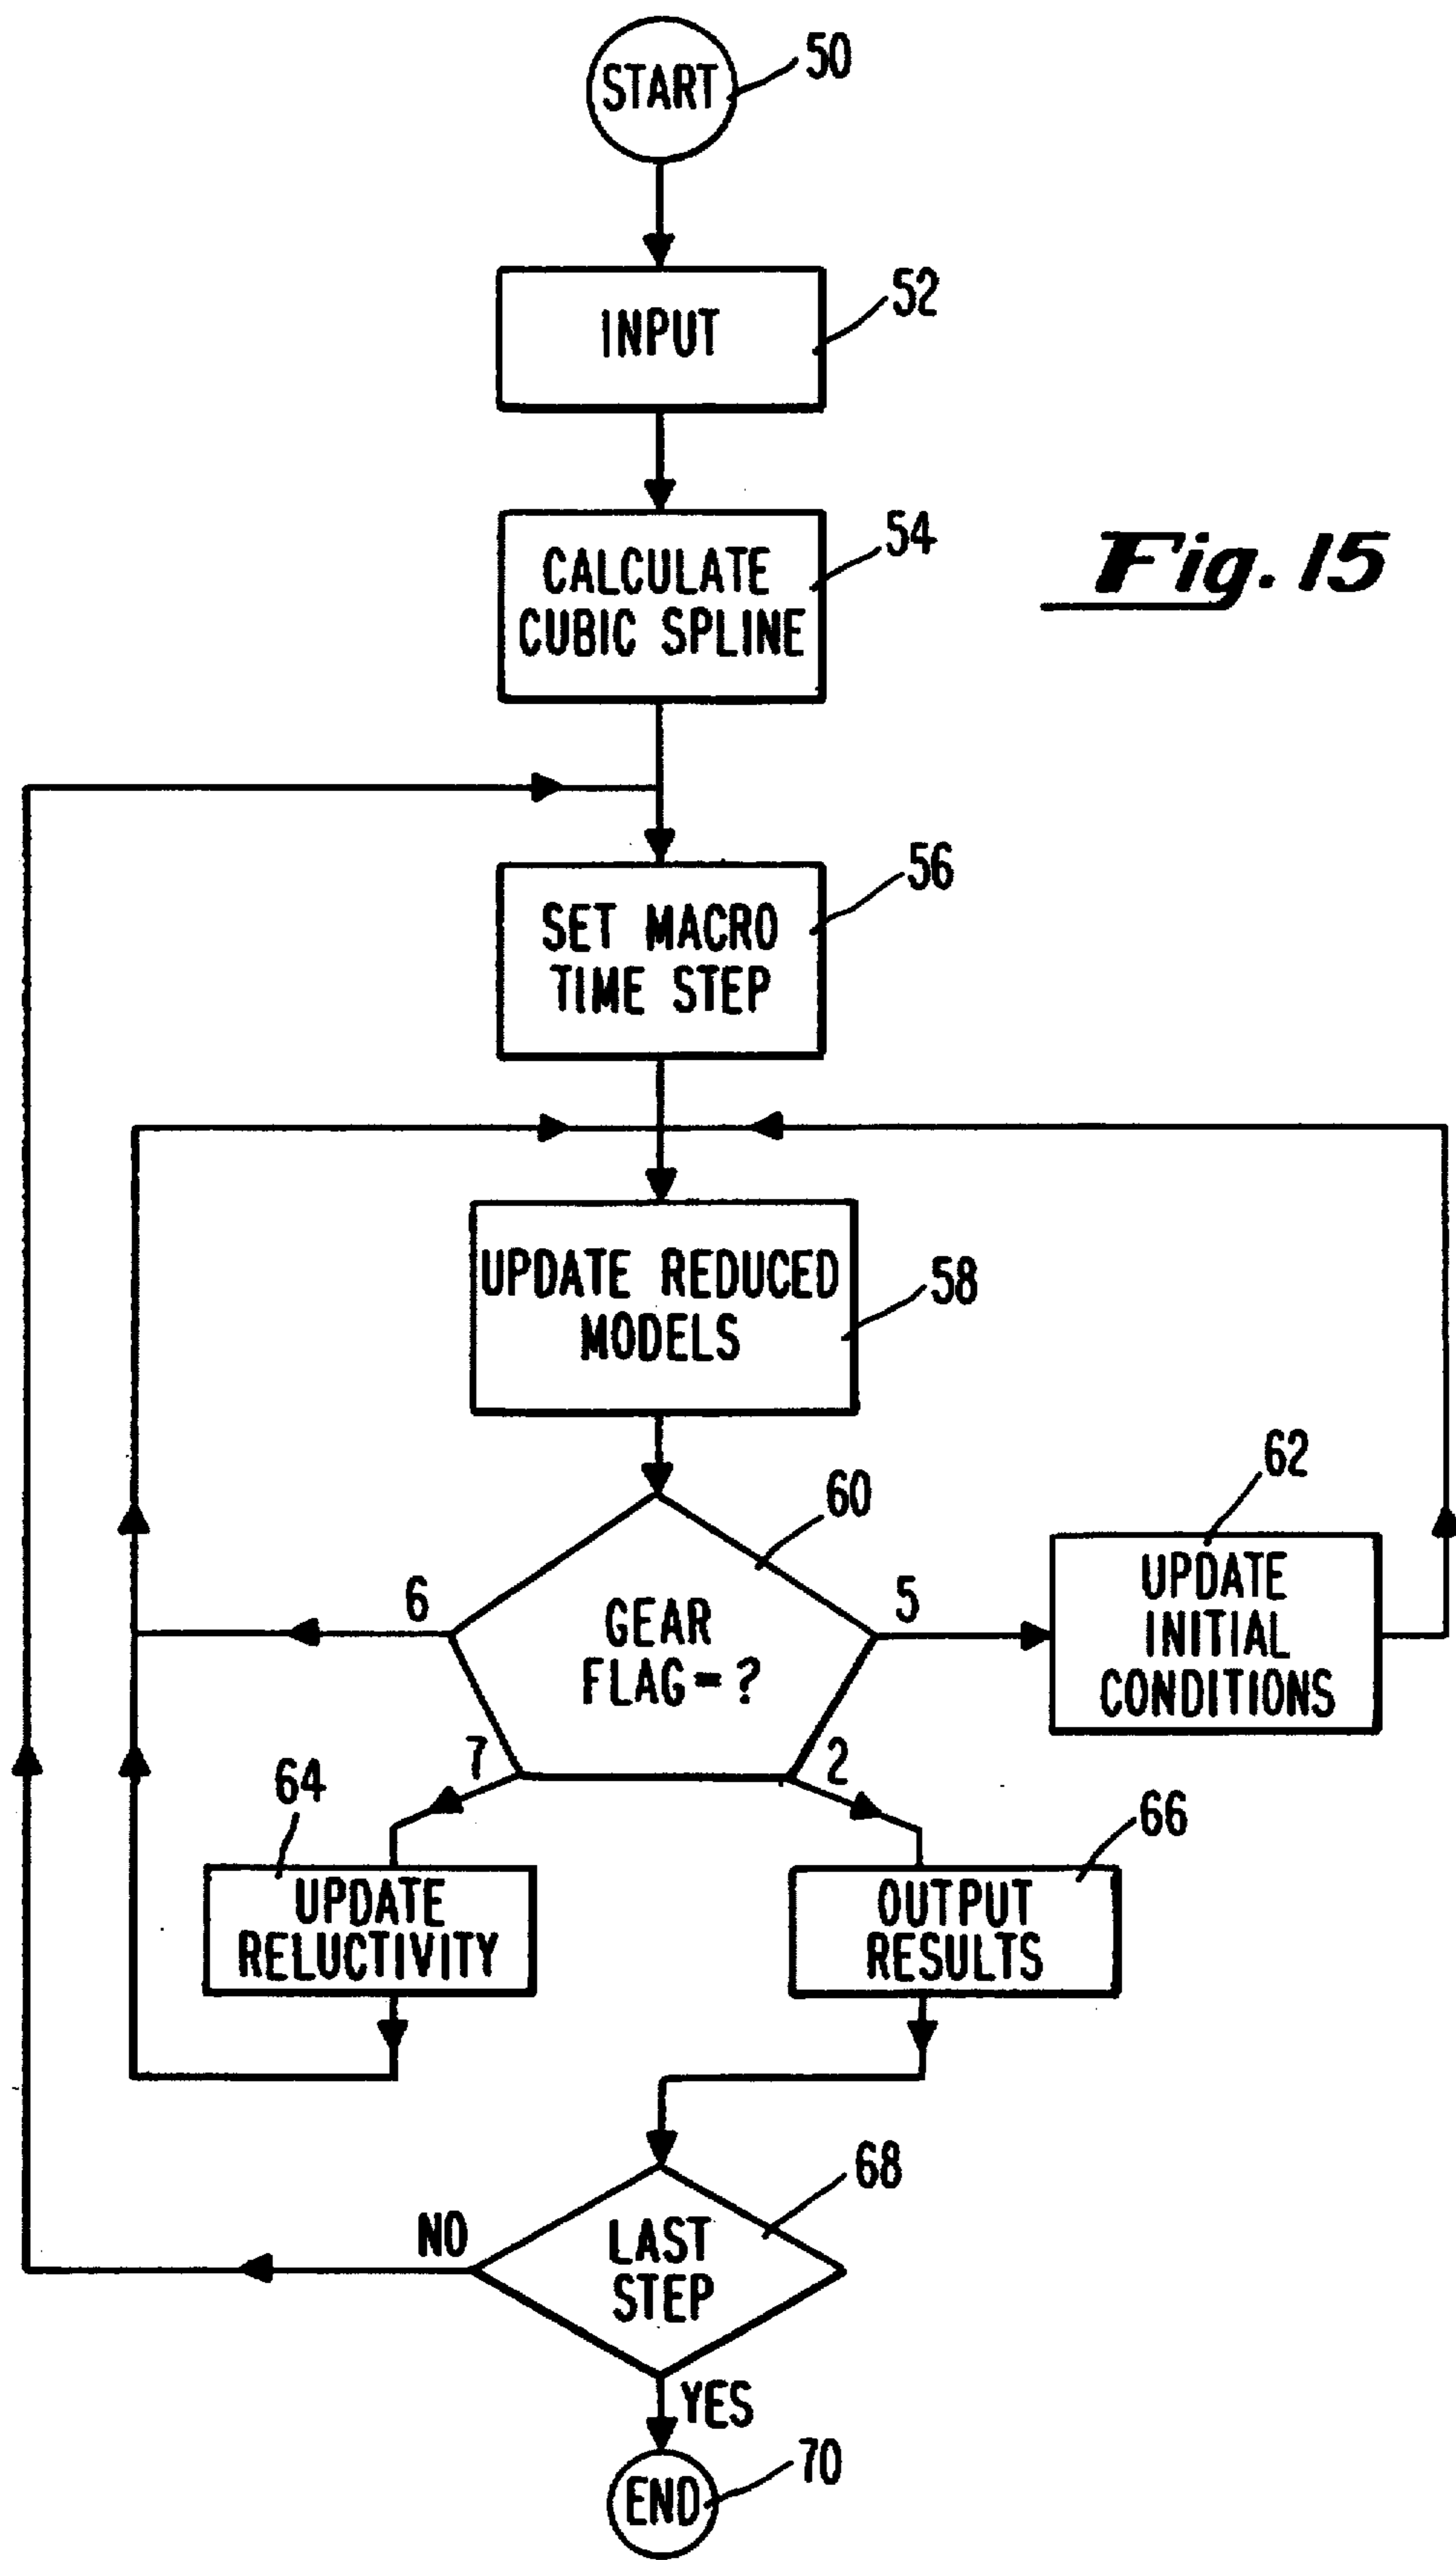 START
50
INPUT
52
CALCULATE
CUBIC SPLINE
54
Fig. 15
SET MACRO
TIME STEP
56
UPDATE REDUCED
MODELS
58
GEAR
FLAG = ?
60
6
5
7
2
UPDATE
INITIAL
CONDITIONS
62
UPDATE
RELUCTIVITY
64
OUTPUT
RESULTS
66
LAST
STEP
68
NO
YES
END
70